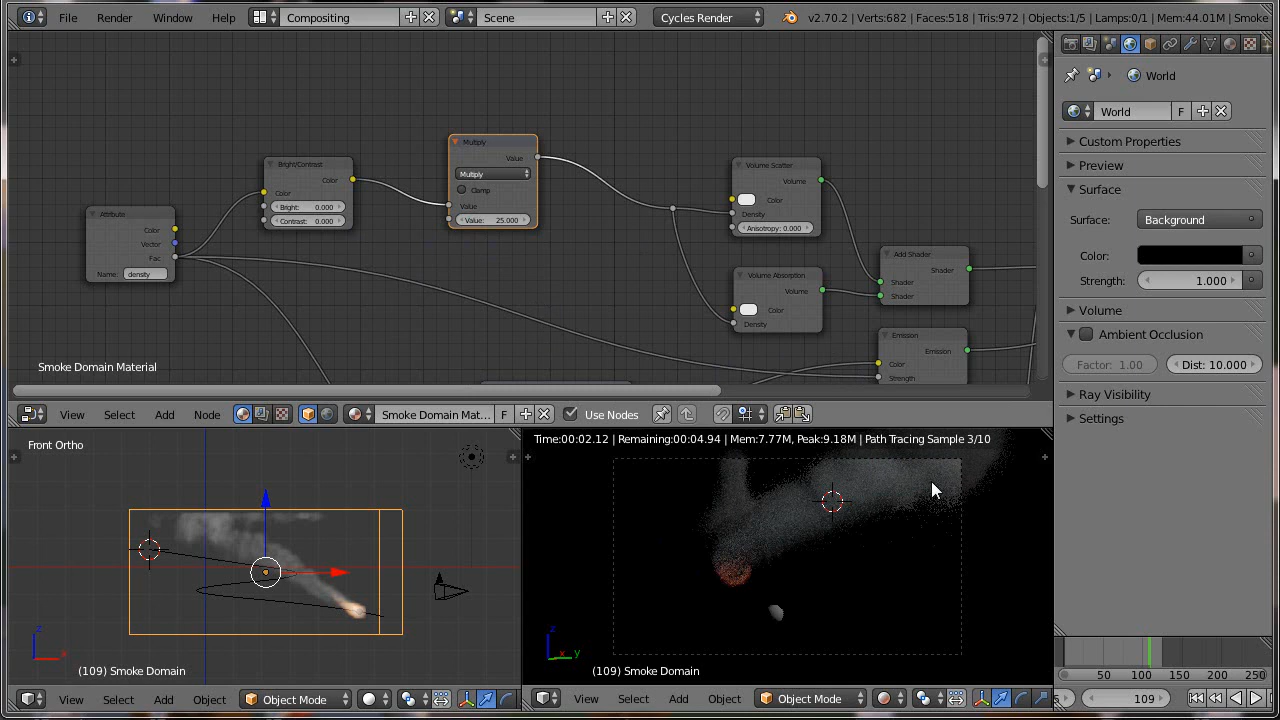 File Render Window Help Compositing Scene Cycles Render v2.70.2 | Verts:682 | Faces:518 | Tris:972 | Objects:1/5 | Lamps:0/1 | Mem:44.01M | Smoke
World
World F
Custom Properties
Preview
Surface
Surface: Background
Color:
Strength: 1.000
Volume
Ambient Occlusion
Factor: 1.00 Dist: 10.000
Ray Visibility
Settings
Attribute
Color
Vector
Fac
Name: density
Bright/Contrast
Color
Color
Bright: 0.000
Contrast: 0.000
Multiply
Value
Multiply
Clamp
Value
Value: 25.000
Volume Scatter
Volume
Color
Density
Anisotropy: 0.000
Volume Absorption
Volume
Color
Density
Add Shader
Shader
Shader
Shader
Emission
Emission
Color
Strength
Smoke Domain Material
View Select Add Node Smoke Domain Mat... F Use Nodes
Front Ortho
z
x
(109) Smoke Domain
View Select Add Object Object Mode
Time:00:02.12 | Remaining:00:04.94 | Mem:7.77M, Peak:9.18M | Path Tracing Sample 3/10
z
x y
(109) Smoke Domain
View Select Add Object Object Mode
50 100 150 200 250
109